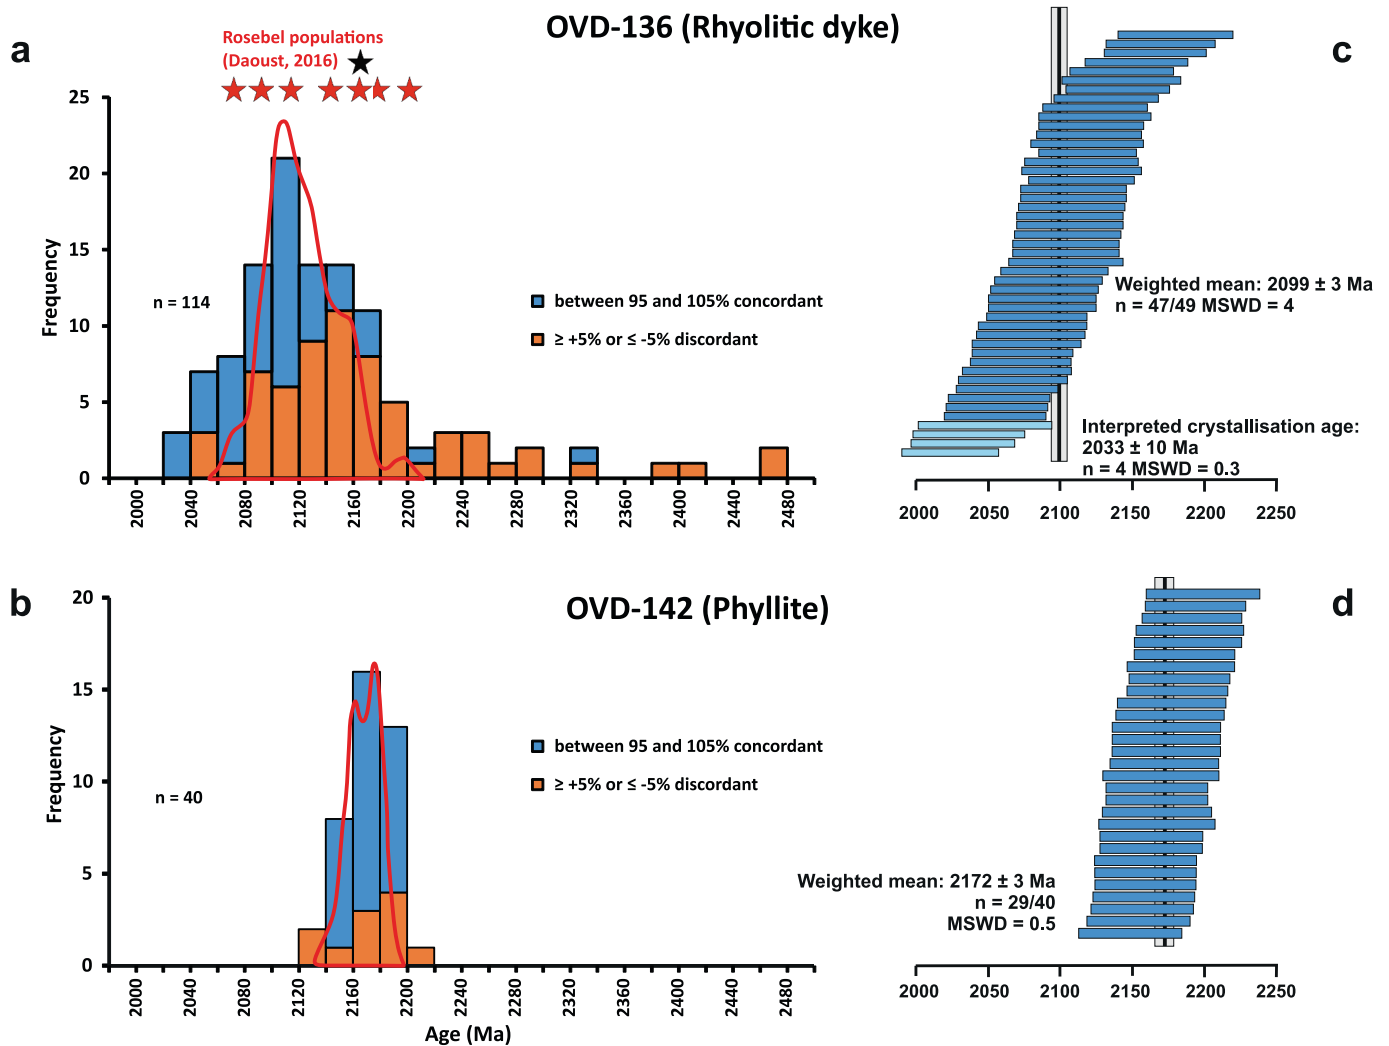 a
OVD-136 (Rhyolitic dyke)
c
Rosebel populations
(Daoust, 2016)
25
20
15
10
5
0
Frequency
n = 114
between 95 and 105% concordant
≥ +5% or ≤ -5% discordant
2000
2040
2080
2120
2160
2200
2240
2280
2320
2360
2400
2440
2480
Weighted mean: 2099 ± 3 Ma
n = 47/49 MSWD = 4
Interpreted crystallisation age:
2033 ± 10 Ma
n = 4 MSWD = 0.3
2000 2050 2100 2150 2200 2250
b
OVD-142 (Phyllite)
d
20
15
10
5
0
Frequency
n = 40
between 95 and 105% concordant
≥ +5% or ≤ -5% discordant
2000
2040
2080
2120
2160
2200
2240
2280
2320
2360
2400
2440
2480
Age (Ma)
Weighted mean: 2172 ± 3 Ma
n = 29/40
MSWD = 0.5
2000 2050 2100 2150 2200 2250